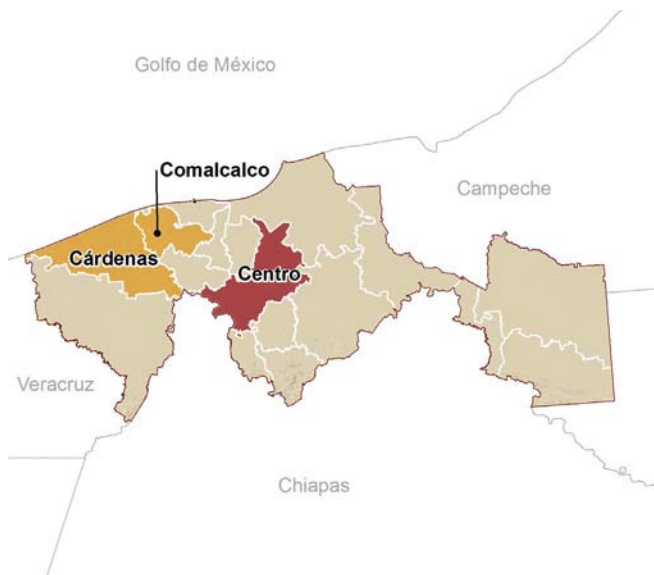 Golfo de México
Comalcalco
Campeche
Cárdenas
Centro
Veracruz
Chiapas